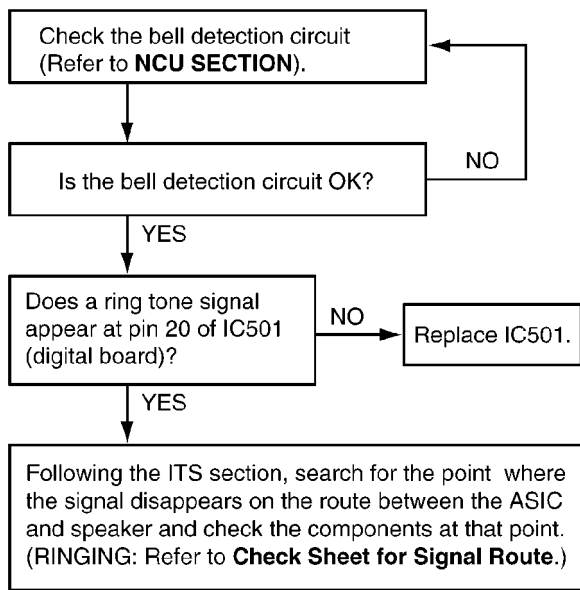 Check the bell detection circuit
(Refer to NCU SECTION).
NO
Is the bell detection circuit OK?
YES
Does a ring tone signal
appear at pin 20 of IC501
(digital board)?
NO
Replace IC501.
YES
Following the ITS section, search for the point where
the signal disappears on the route between the ASIC
and speaker and check the components at that point.
(RINGING: Refer to Check Sheet for Signal Route.)